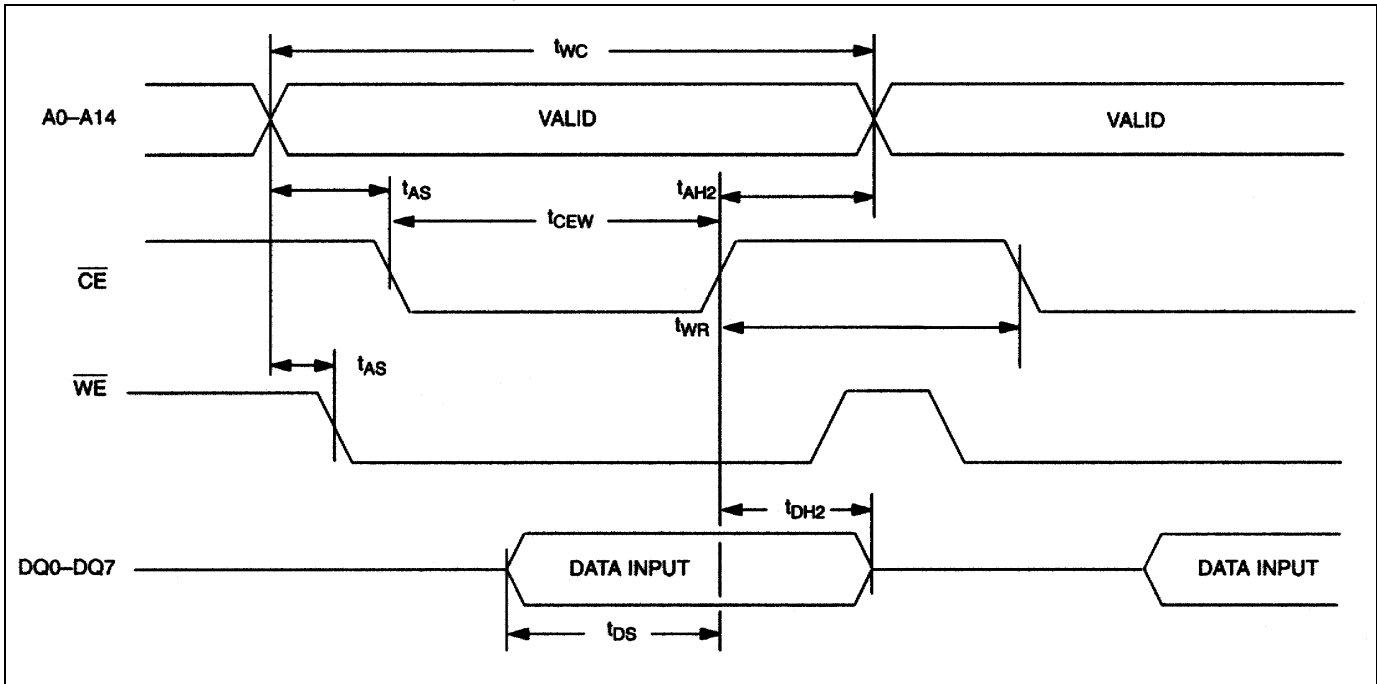 tWC
A0–A14 VALID VALID
tAS tAH2
tCEW
CE
tWR
tAS
WE
tDH2
DQ0–DQ7 DATA INPUT DATA INPUT
tDS